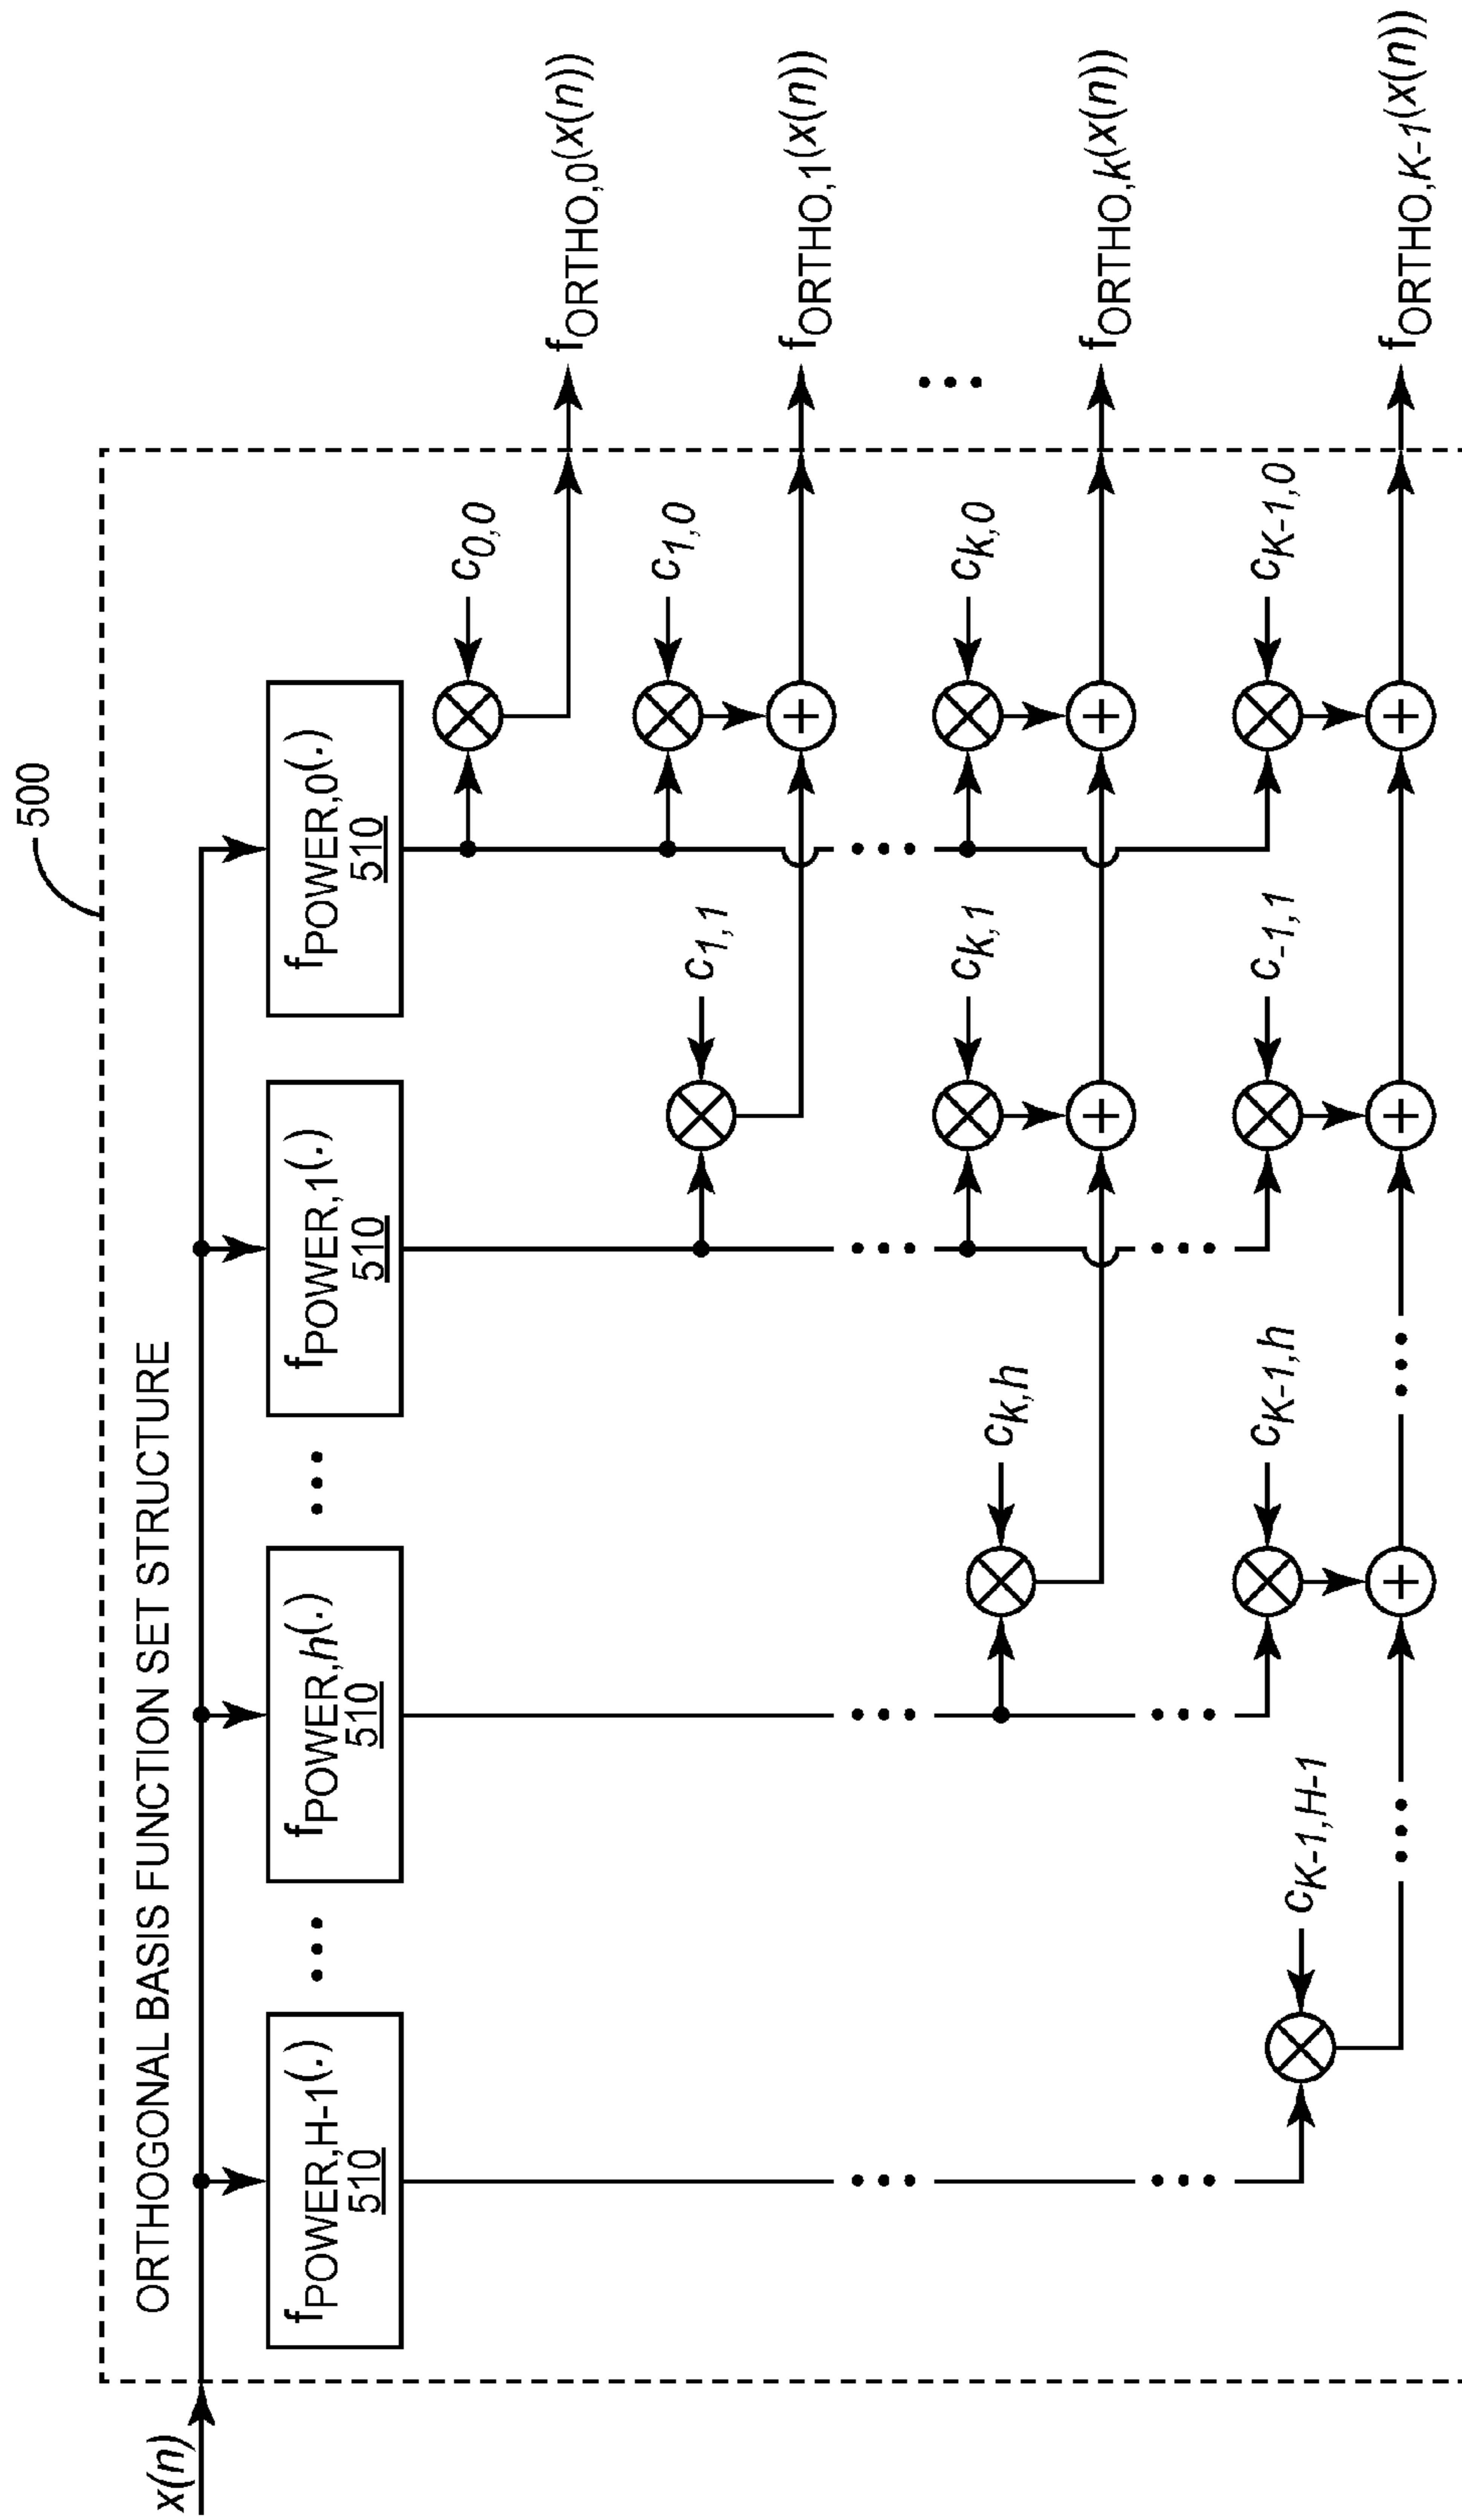 500
ORTHOGONAL BASIS FUNCTION SET STRUCTURE
x(n)
fPOWER,H-1(.)
510
fPOWER,h(.)
510
fPOWER,1(.)
510
fPOWER,0(.)
510
c0,0
fORTHO,0(x(n))
c1,1
c1,0
fORTHO,1(x(n))
ck,h
ck,1
ck,0
fORTHO,k(x(n))
cK-1,H-1
cK-1,h
c-1,1
cK-1,0
fORTHO,K-1(x(n))